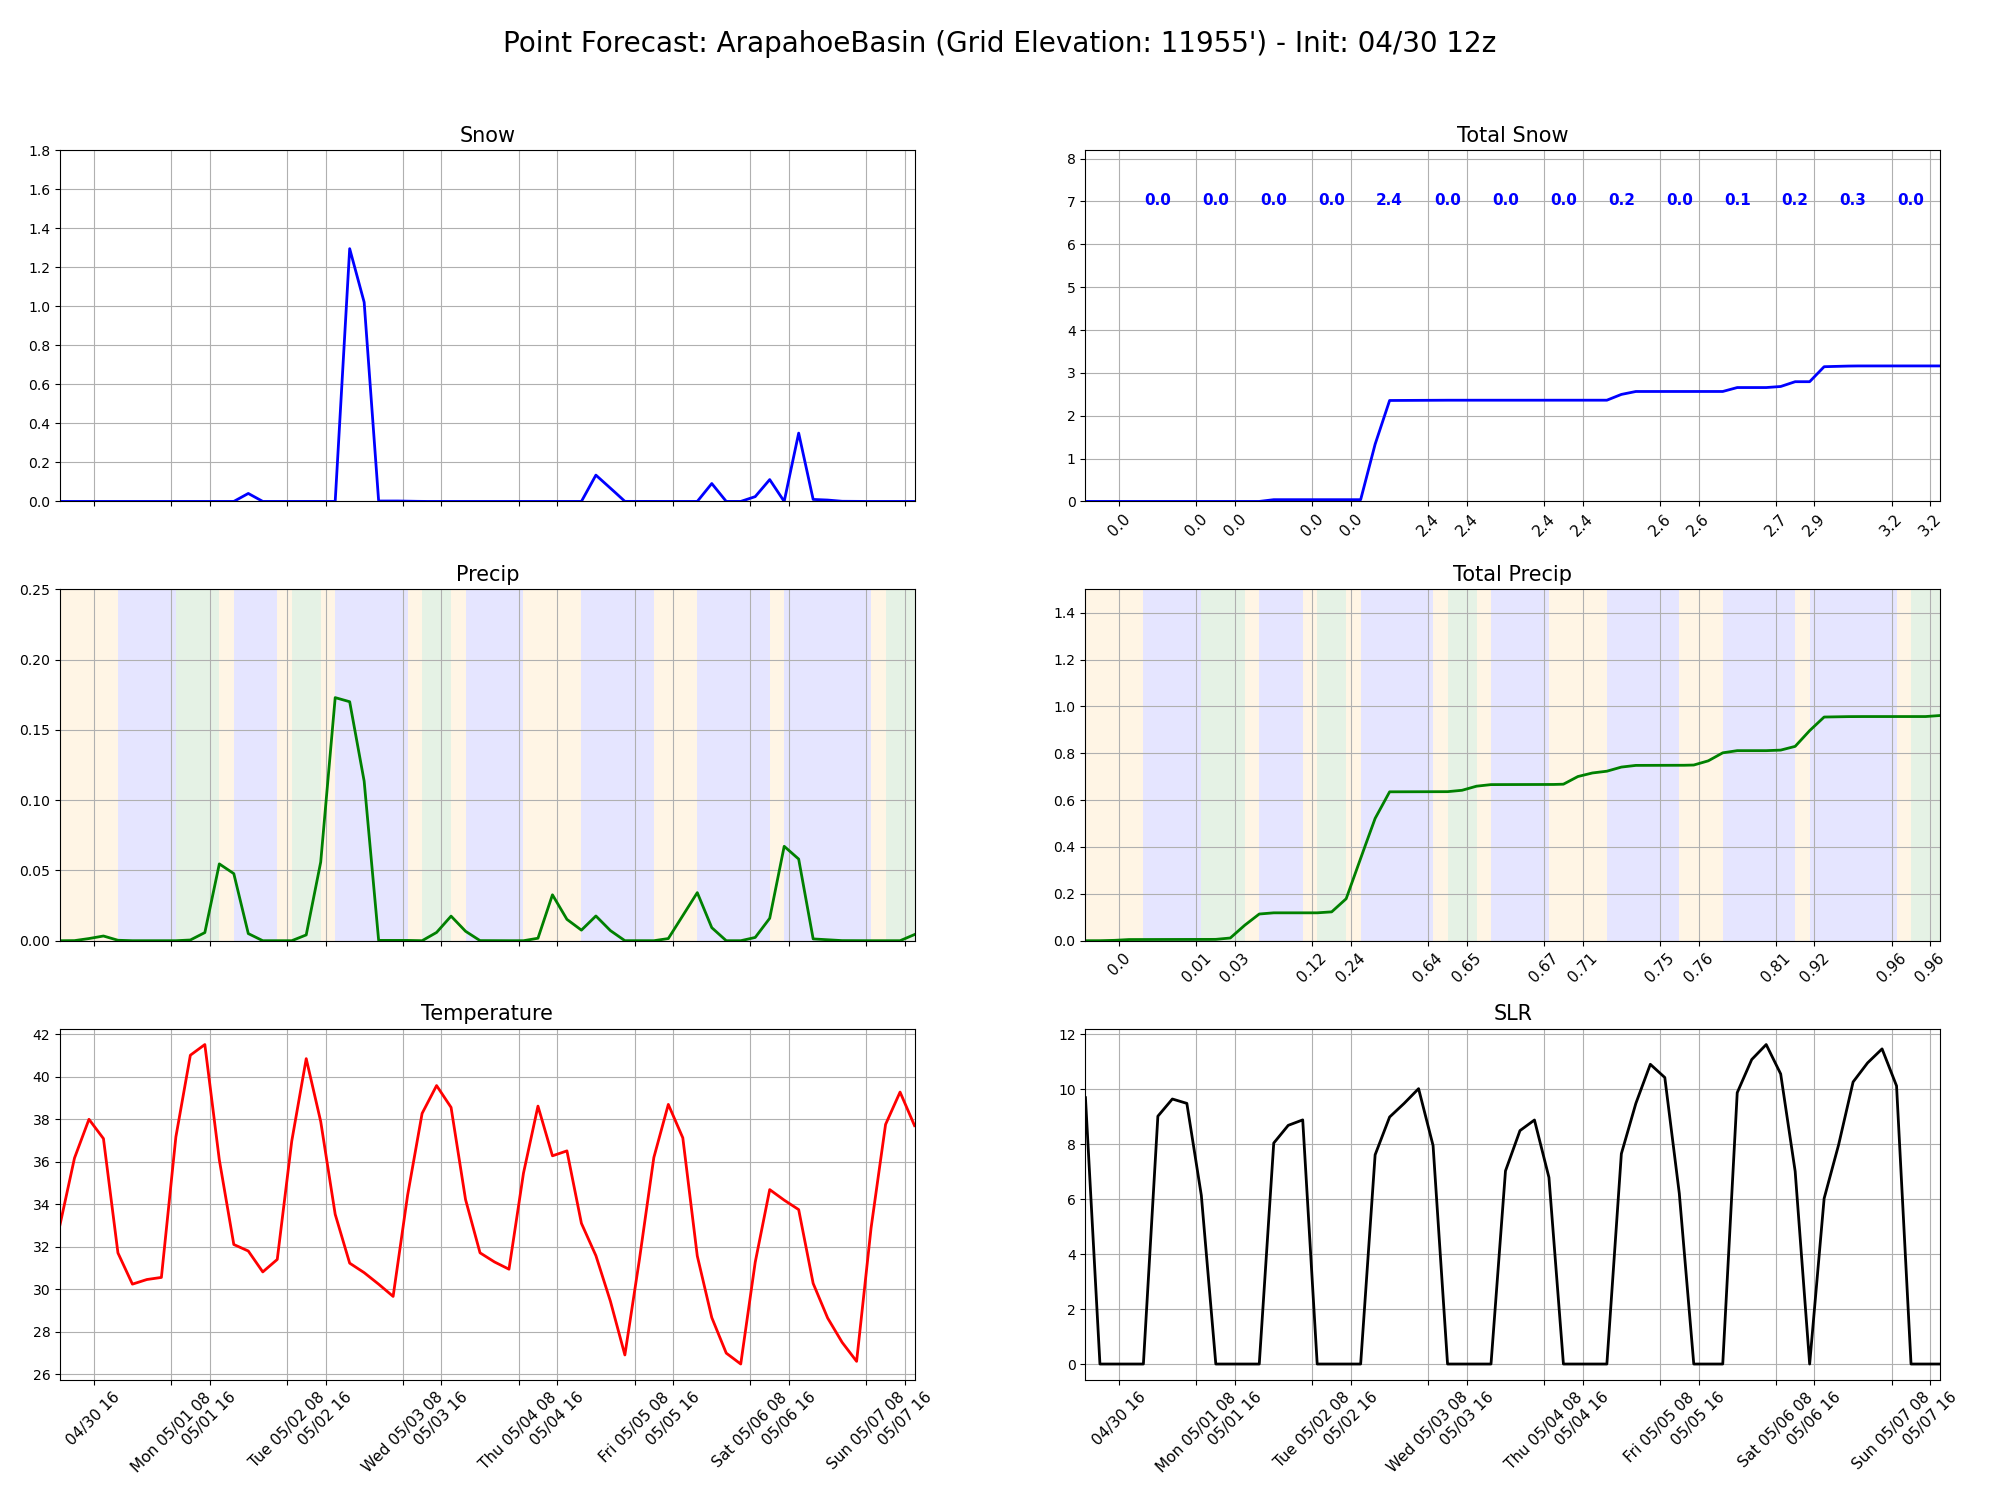 Point Forecast: ArapahoeBasin (Grid Elevation: 11955') - Init: 04/30 12z
Snow
1.8
1.6
1.4
1.2
1.0
0.8
0.6
0.4
0.2
0.0
Total Snow
8
7
6
5
4
3
2
1
0
0.0 0.0 0.0 0.0 2.4 0.0 0.0 0.0 0.2 0.0 0.1 0.2 0.3 0.0
0.0 0.0 0.0 0.0 0.0 2.4 2.4 2.4 2.4 2.6 2.6 2.7 2.9 3.2 3.2
Precip
0.25
0.20
0.15
0.10
0.05
0.00
Total Precip
1.4
1.2
1.0
0.8
0.6
0.4
0.2
0.0
0.0 0.01 0.03 0.12 0.24 0.64 0.65 0.67 0.71 0.75 0.76 0.81 0.92 0.96 0.96
Temperature
42
40
38
36
34
32
30
28
26
04/30 16
Mon 05/01 08
05/01 16
Tue 05/02 08
05/02 16
Wed 05/03 08
05/03 16
Thu 05/04 08
05/04 16
Fri 05/05 08
05/05 16
Sat 05/06 08
05/06 16
Sun 05/07 08
05/07 16
SLR
12
10
8
6
4
2
0
04/30 16
Mon 05/01 08
05/01 16
Tue 05/02 08
05/02 16
Wed 05/03 08
05/03 16
Thu 05/04 08
05/04 16
Fri 05/05 08
05/05 16
Sat 05/06 08
05/06 16
Sun 05/07 08
05/07 16